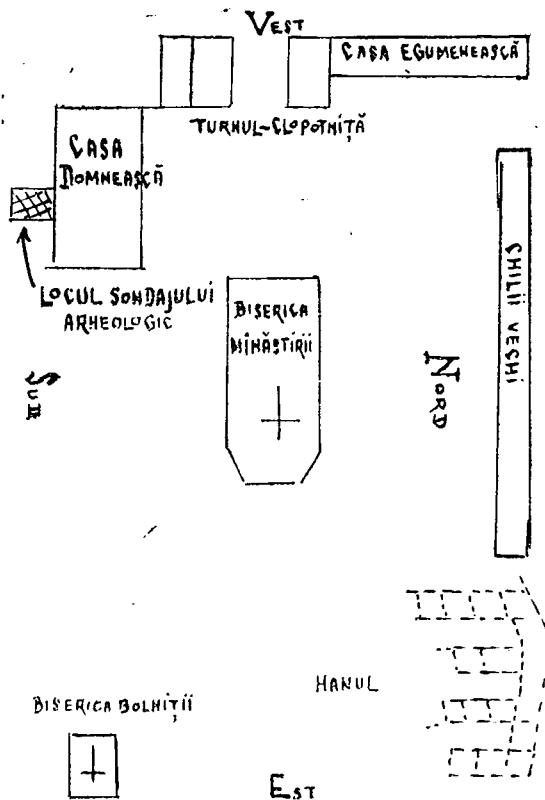 VEST
CASA EGUMENEASCĂ
TURNUL-CLOPOTNIȚĂ
CASA
DOMNEASCĂ
LOCUL SONDAJULUI
ARHEOLOGIC
BISERICA
MÎNĂSTIRII
CHILII VECHI
SUD
NORD
HANUL
BISERICA BOLNIȚII
EST